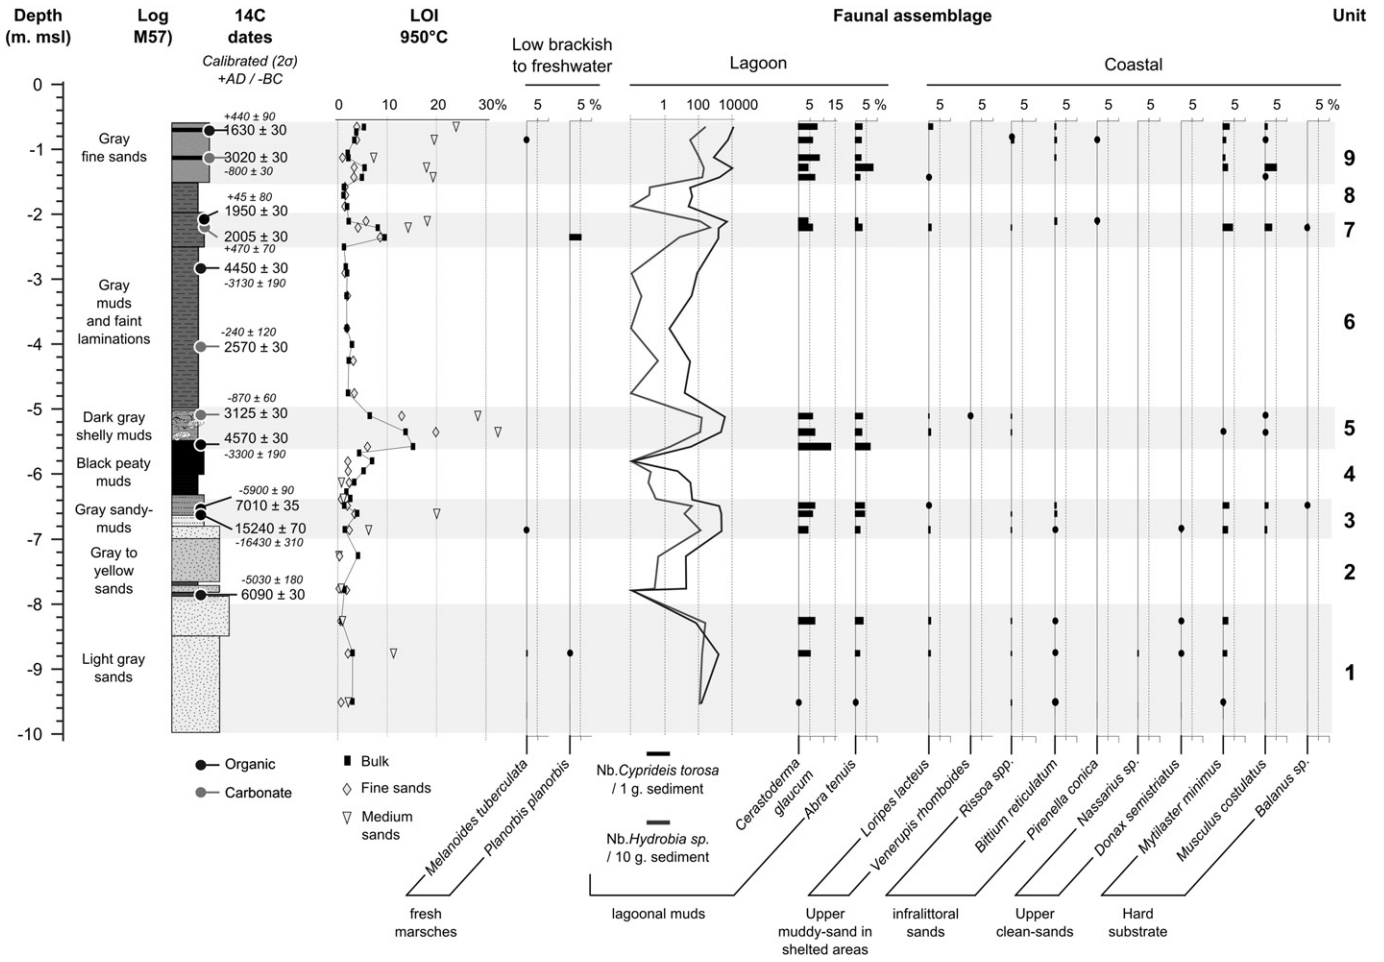 Depth
(m. msl)
Log
M57)
14C
dates
Calibrated (2σ)
+AD / -BC
LOI
950°C
Faunal assemblage
Unit
Low brackish
to freshwater
Lagoon
Coastal
0 10 20 30%
5 5 %
1 100 10000
5 15 5 %
5 5 5 5 5 5 5 5 5 5 %
0
-1
-2
-3
-4
-5
-6
-7
-8
-9
-10
Gray
fine sands
Gray
muds
and faint
laminations
Dark gray
shelly muds
Black peaty
muds
Gray sandy-
muds
Gray to
yellow
sands
Light gray
sands
+440 ± 90
1630 ± 30
3020 ± 30
-800 ± 30
+45 ± 80
1950 ± 30
2005 ± 30
+470 ± 70
4450 ± 30
-3130 ± 190
-240 ± 120
2570 ± 30
-870 ± 60
3125 ± 30
4570 ± 30
-3300 ± 190
-5900 ± 90
7010 ± 35
15240 ± 70
-16430 ± 310
-5030 ± 180
6090 ± 30
9
8
7
6
5
4
3
2
1
Organic
Carbonate
Bulk
Fine sands
Medium
sands
Melanoides tuberculata
Planorbis planorbis
Nb.Cyprideis torosa
/ 1 g. sediment
Nb.Hydrobia sp.
/ 10 g. sediment
Cerastoderma
glaucum
Abra tenuis
Loripes lacteus
Venerupis rhomboides
Rissoa spp.
Bittium reticulatum
Pirenella conica
Nassarius sp.
Donax semistriatus
Mytilaster minimus
Musculus costulatus
Balanus sp.
fresh
marsches
lagoonal muds
Upper
muddy-sand in
shelted areas
infralittoral
sands
Upper
clean-sands
Hard
substrate